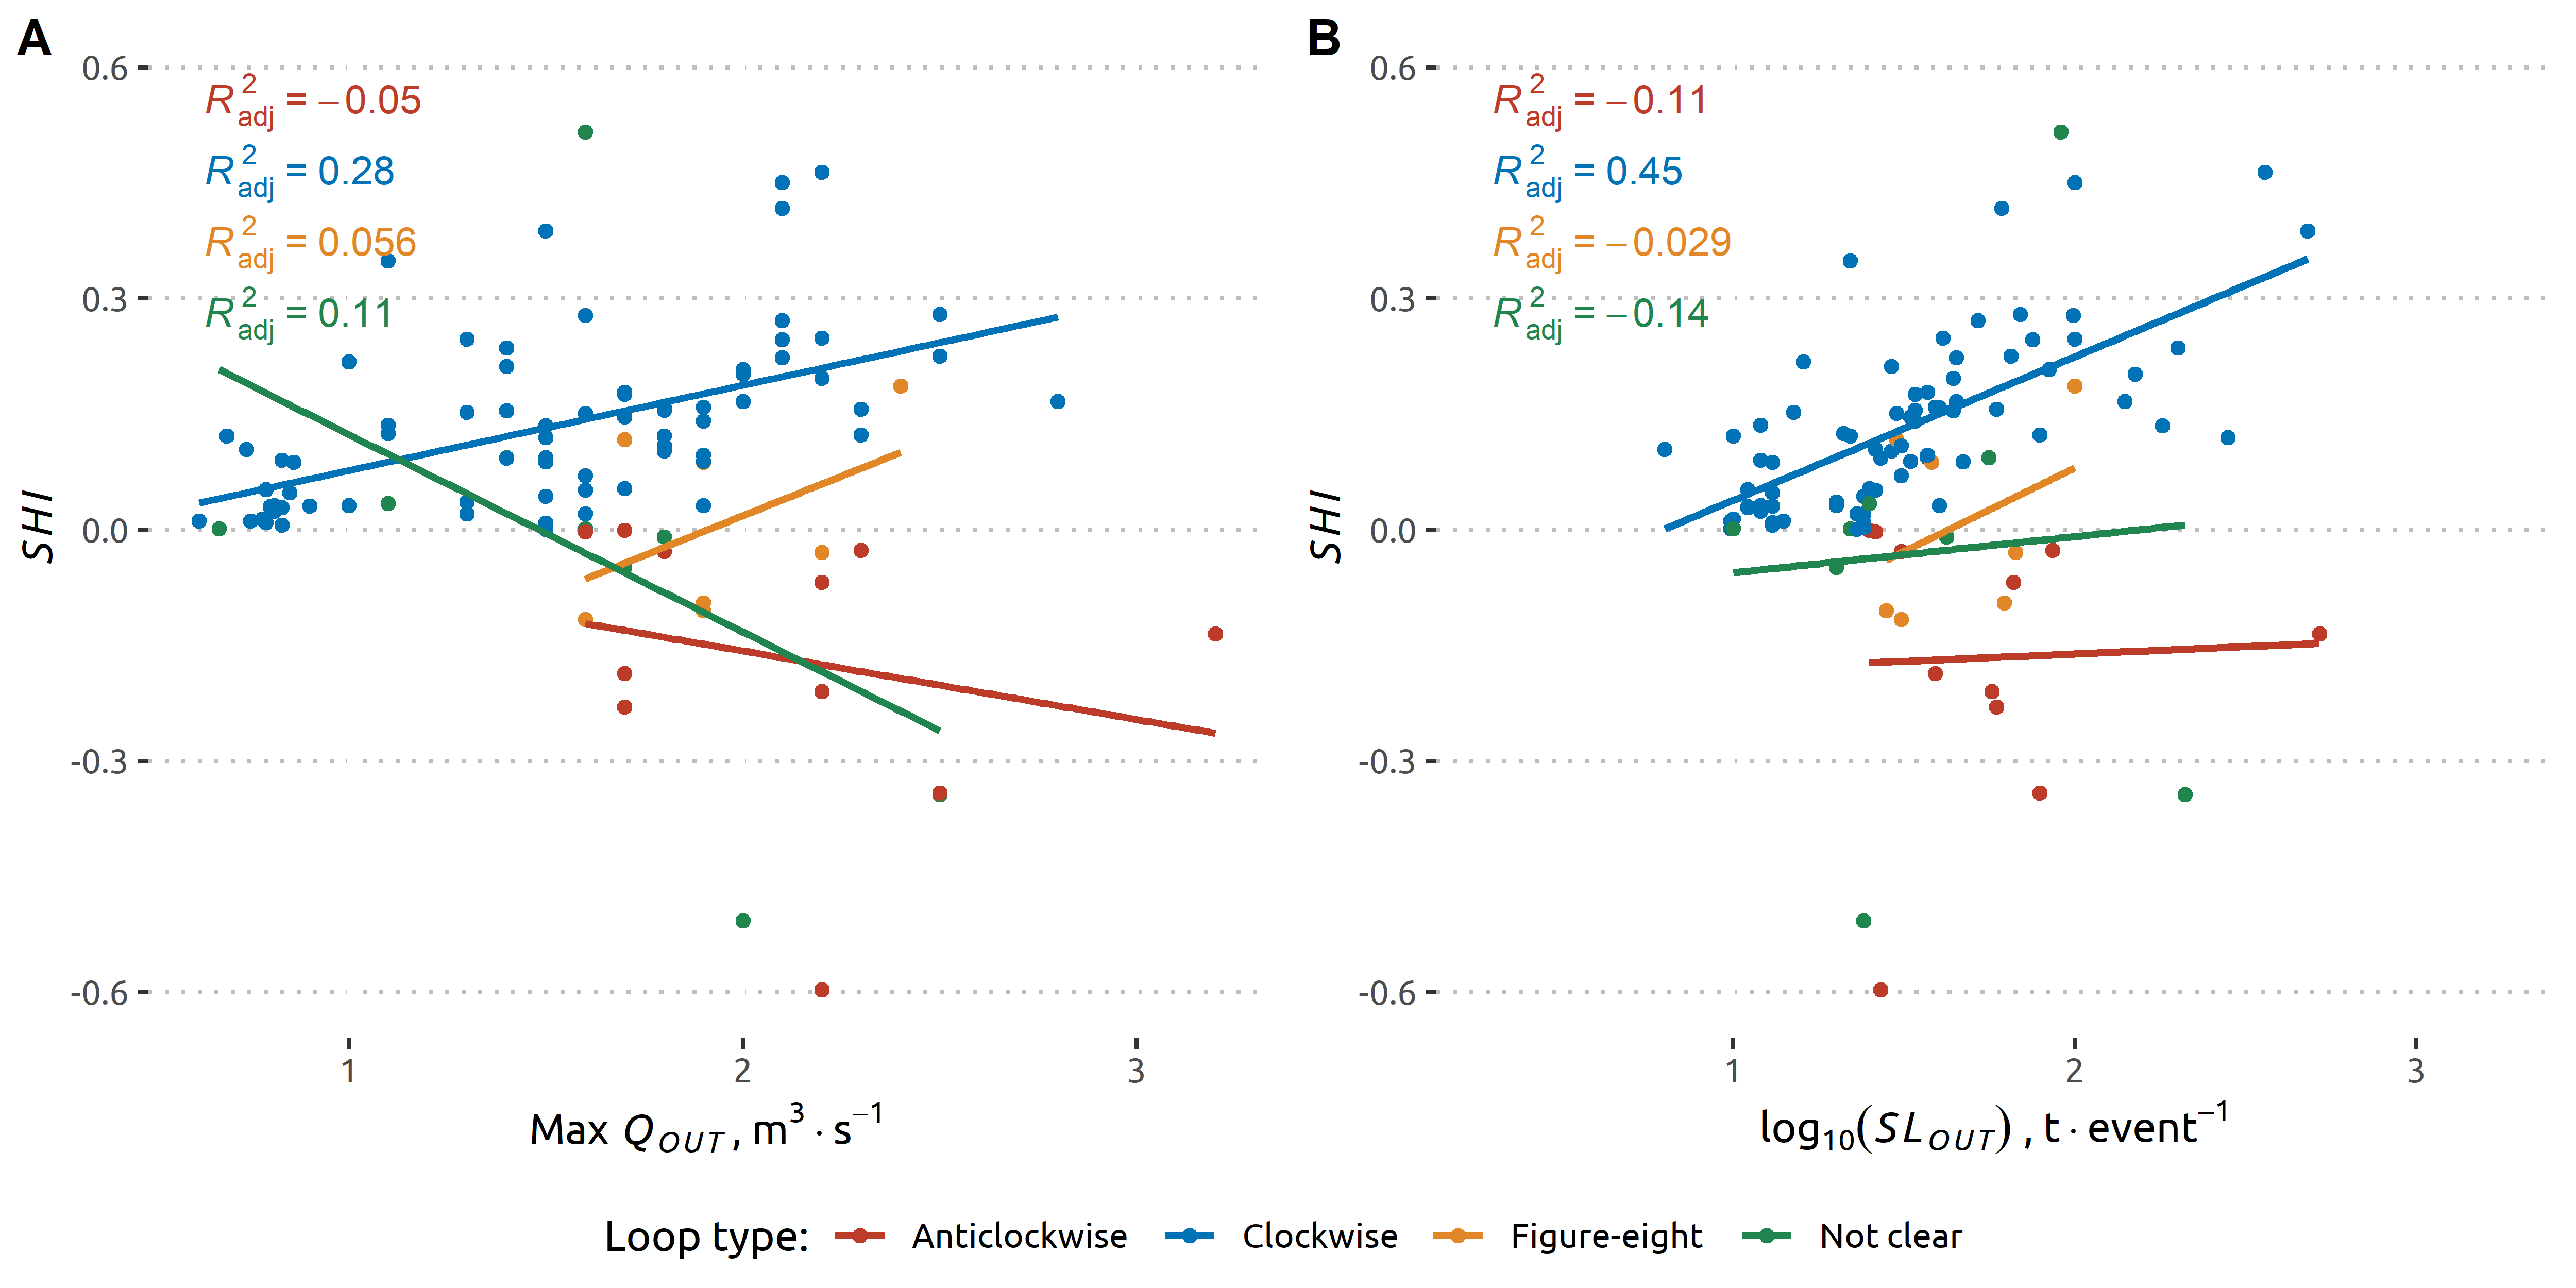 A
0.6
0.3
0.0
-0.3
-0.6
SHI
R²adj = −0.05
R²adj = 0.28
R²adj = 0.056
R²adj = 0.11
1 2 3
Max QOUT, m³·s⁻¹
B
0.6
0.3
0.0
-0.3
-0.6
SHI
R²adj = −0.11
R²adj = 0.45
R²adj = −0.029
R²adj = −0.14
1 2 3
log₁₀(SLOUT), t·event⁻¹
Loop type: Anticlockwise Clockwise Figure-eight Not clear